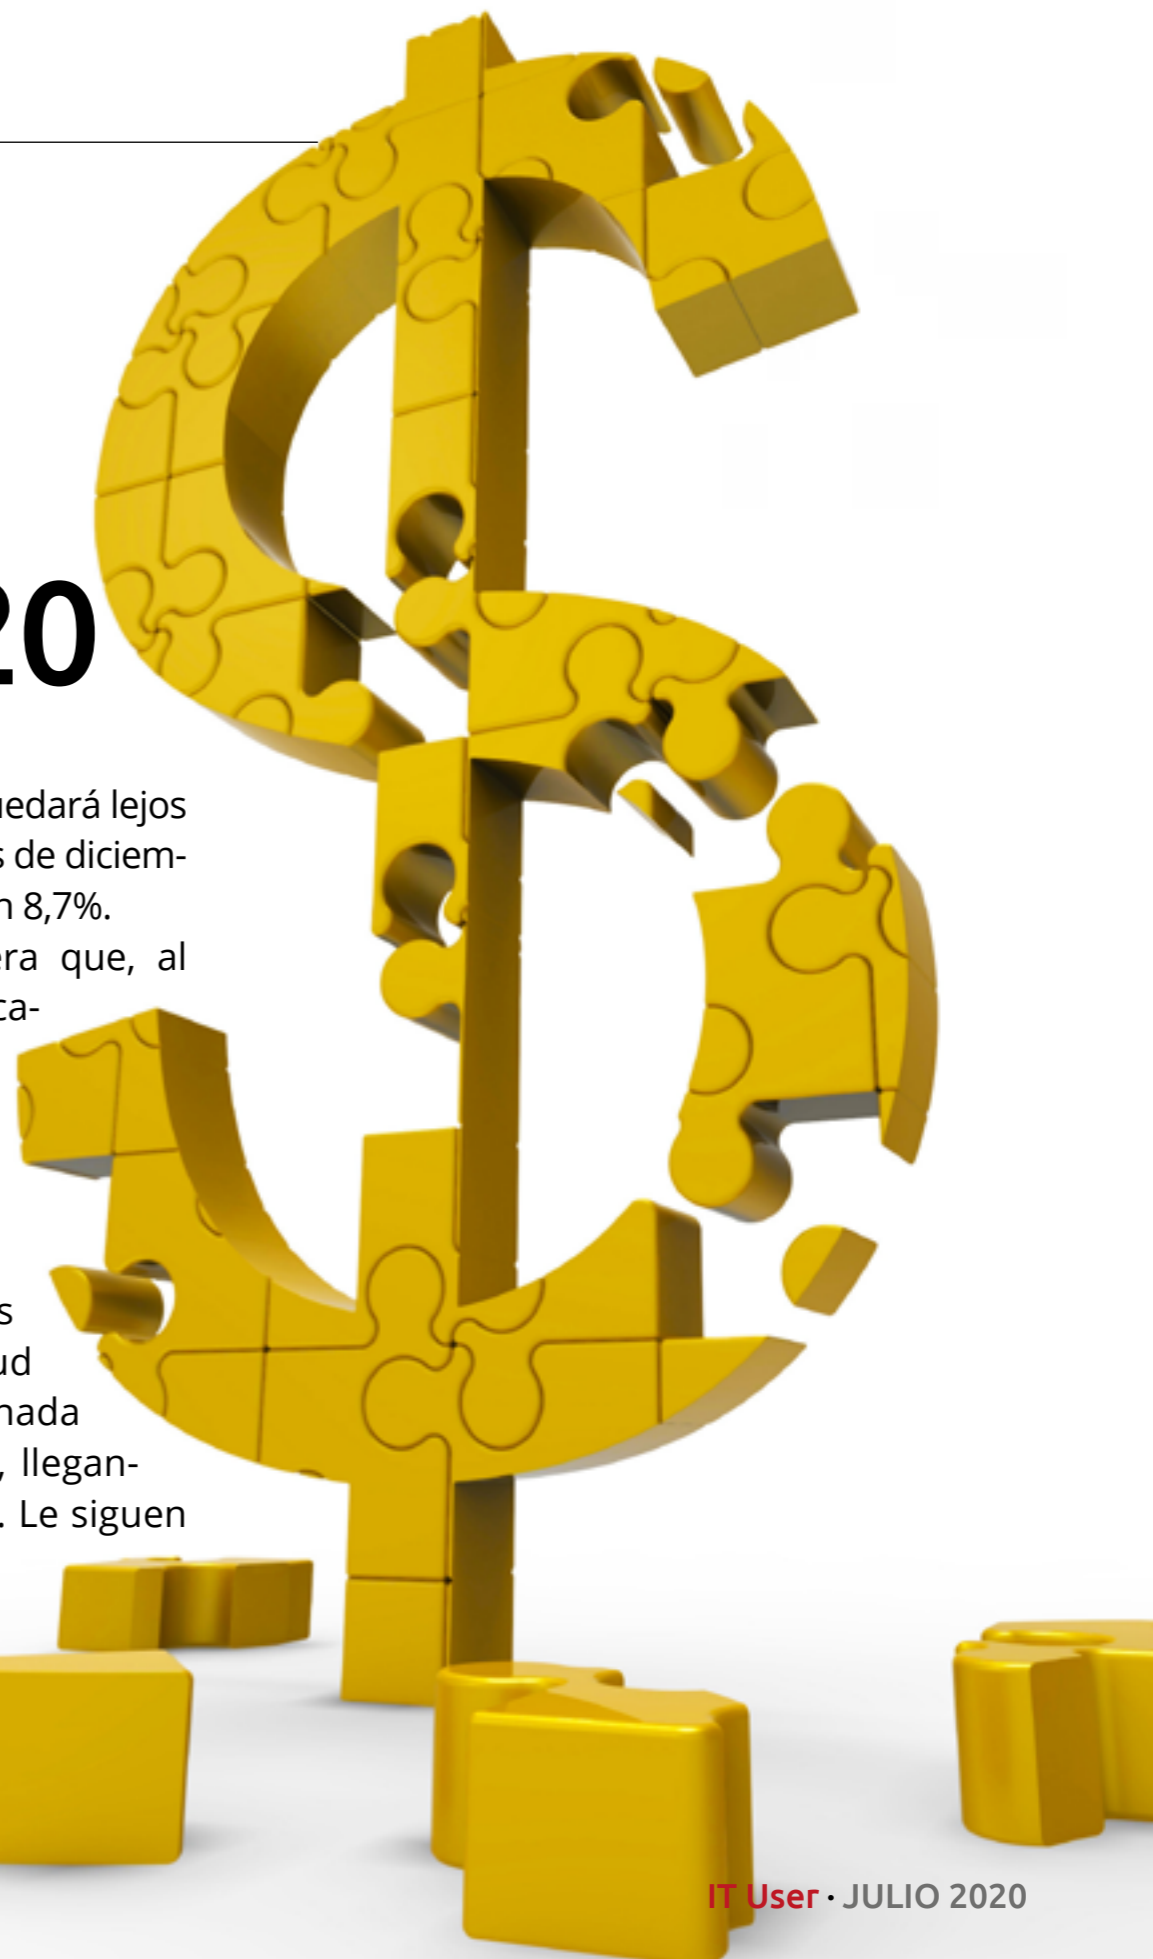 20
uedará lejos
s de diciem-
n 8,7%.
era que, al
ca-
s
ud
nada
, llegan-
. Le siguen
IT User · JULIO 2020